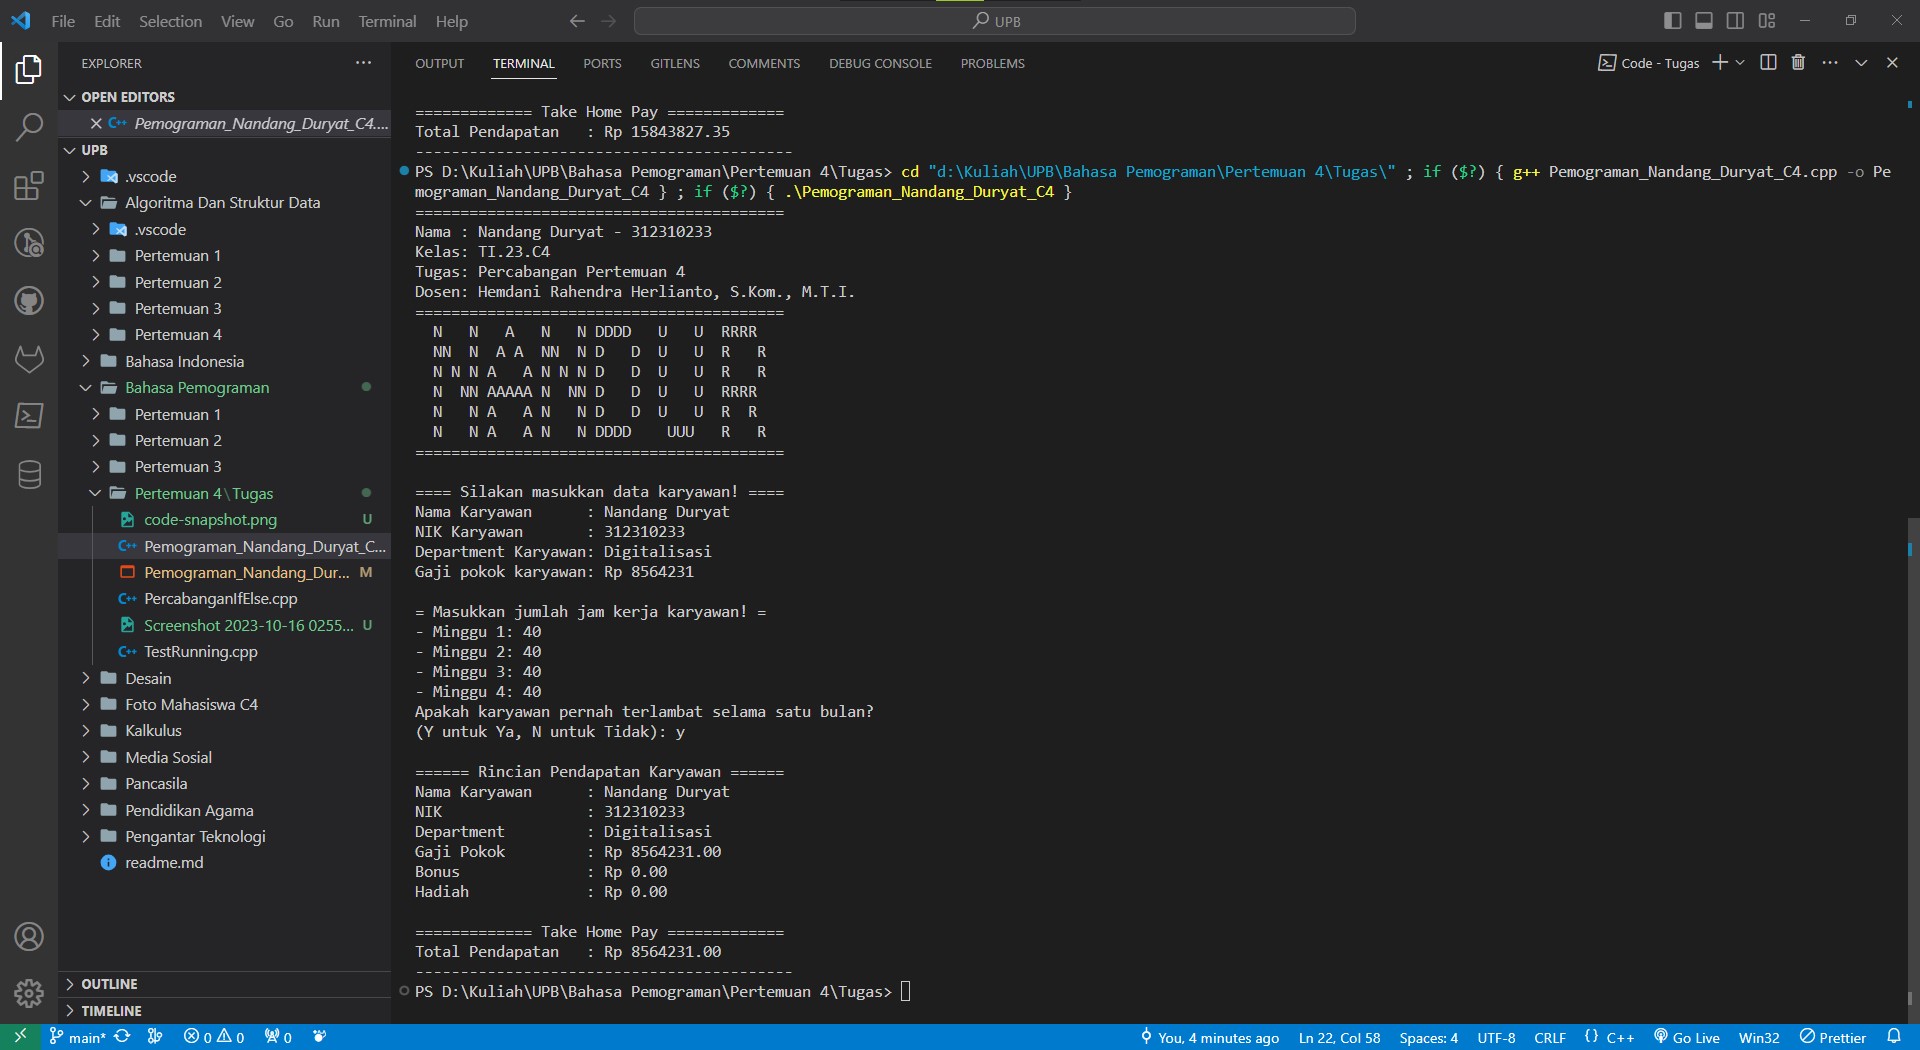 File Edit Selection View Go Run Terminal Help
UPB
EXPLORER
OPEN EDITORS
Pemograman_Nandang_Duryat_C4....
UPB
.vscode
Algoritma Dan Struktur Data
.vscode
Pertemuan 1
Pertemuan 2
Pertemuan 3
Pertemuan 4
Bahasa Indonesia
Bahasa Pemograman
Pertemuan 1
Pertemuan 2
Pertemuan 3
Pertemuan 4\Tugas
code-snapshot.png U
Pemograman_Nandang_Duryat_C...
Pemograman_Nandang_Dur... M
PercabanganIfElse.cpp
Screenshot 2023-10-16 0255... U
TestRunning.cpp
Desain
Foto Mahasiswa C4
Kalkulus
Media Sosial
Pancasila
Pendidikan Agama
Pengantar Teknologi
readme.md
OUTLINE
TIMELINE
OUTPUT TERMINAL PORTS GITLENS COMMENTS DEBUG CONSOLE PROBLEMS
Code - Tugas
============= Take Home Pay =============
Total Pendapatan   : Rp 15843827.35
------------------------------------------
PS D:\Kuliah\UPB\Bahasa Pemograman\Pertemuan 4\Tugas> cd "d:\Kuliah\UPB\Bahasa Pemograman\Pertemuan 4\Tugas\" ; if ($?) { g++ Pemograman_Nandang_Duryat_C4.cpp -o Pe
mograman_Nandang_Duryat_C4 } ; if ($?) { .\Pemograman_Nandang_Duryat_C4 }
=========================================
Nama : Nandang Duryat - 312310233
Kelas: TI.23.C4
Tugas: Percabangan Pertemuan 4
Dosen: Hemdani Rahendra Herlianto, S.Kom., M.T.I.
=========================================
  N   N   A   N   N DDDD   U   U  RRRR
  NN  N  A A  NN  N D   D  U   U  R   R
  N N N A   A N N N D   D  U   U  R   R
  N  NN AAAAA N  NN D   D  U   U  RRRR
  N   N A   A N   N D   D  U   U  R  R
  N   N A   A N   N DDDD    UUU   R   R
=========================================
==== Silakan masukkan data karyawan! ====
Nama Karyawan      : Nandang Duryat
NIK Karyawan       : 312310233
Department Karyawan: Digitalisasi
Gaji pokok karyawan: Rp 8564231
= Masukkan jumlah jam kerja karyawan! =
- Minggu 1: 40
- Minggu 2: 40
- Minggu 3: 40
- Minggu 4: 40
Apakah karyawan pernah terlambat selama satu bulan?
(Y untuk Ya, N untuk Tidak): y
====== Rincian Pendapatan Karyawan ======
Nama Karyawan      : Nandang Duryat
NIK                : 312310233
Department         : Digitalisasi
Gaji Pokok         : Rp 8564231.00
Bonus              : Rp 0.00
Hadiah             : Rp 0.00
============= Take Home Pay =============
Total Pendapatan   : Rp 8564231.00
------------------------------------------
PS D:\Kuliah\UPB\Bahasa Pemograman\Pertemuan 4\Tugas>
main* 0 0 0 You, 4 minutes ago Ln 22, Col 58 Spaces: 4 UTF-8 CRLF {} C++ Go Live Win32 Prettier